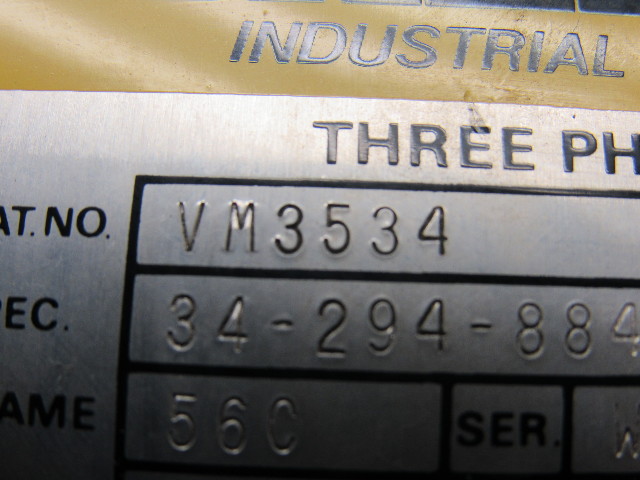 INDUSTRIAL
THREE PH
AT. NO. VM3534
EC. 34-294-884
AME 56C SER. W